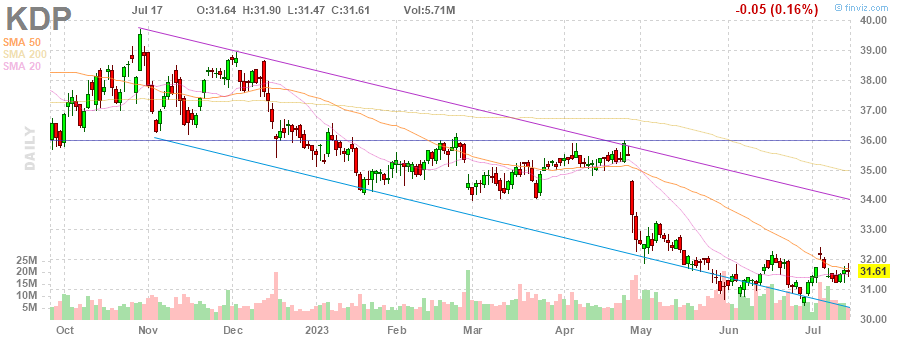 KDP Jul 17 O:31.64 H:31.90 L:31.47 C:31.61 Vol:5.71M -0.05 (0.16%) © finviz.com
SMA 50
SMA 200
SMA 20
DAILY
40.00
39.00
38.00
37.00
36.00
35.00
34.00
33.00
32.00
31.61
31.00
30.00
25M
20M
15M
10M
5M
Oct Nov Dec 2023 Feb Mar Apr May Jun Jul